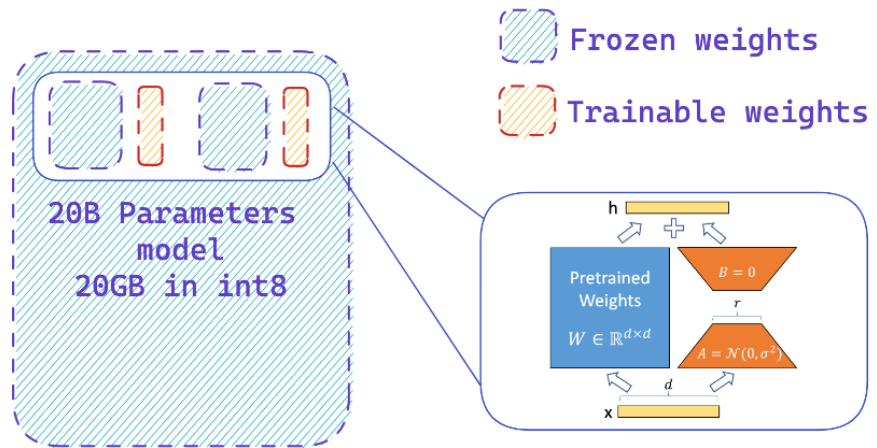 Frozen weights
Trainable weights
20B Parameters
model
20GB in int8
h
Pretrained
Weights
W ∈ ℝ^{d×d}
B = 0
r
A = 𝒩(0, σ²)
d
x